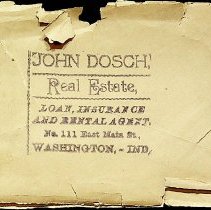 JOHN DOSCH,
Real Estate,
LOAN, INSURANCE
AND RENTAL AGENT,
No. 111 East Main St.,
WASHINGTON, - IND,